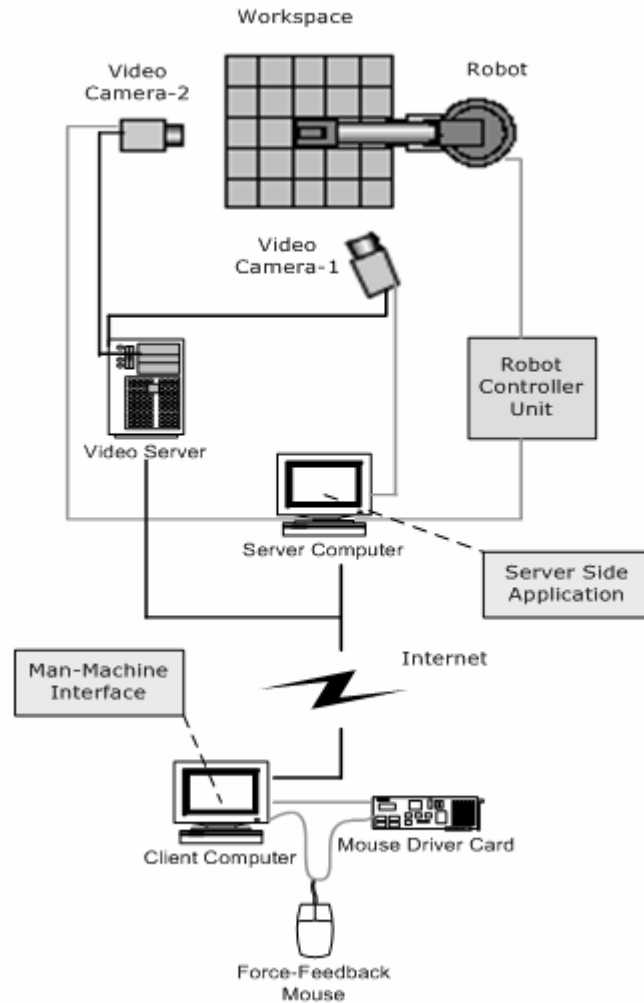 Workspace
Video
Camera-2
Robot
Video
Camera-1
Robot
Controller
Unit
Video Server
Server Computer
Server Side
Application
Internet
Man-Machine
Interface
Client Computer
Mouse Driver Card
Force-Feedback
Mouse